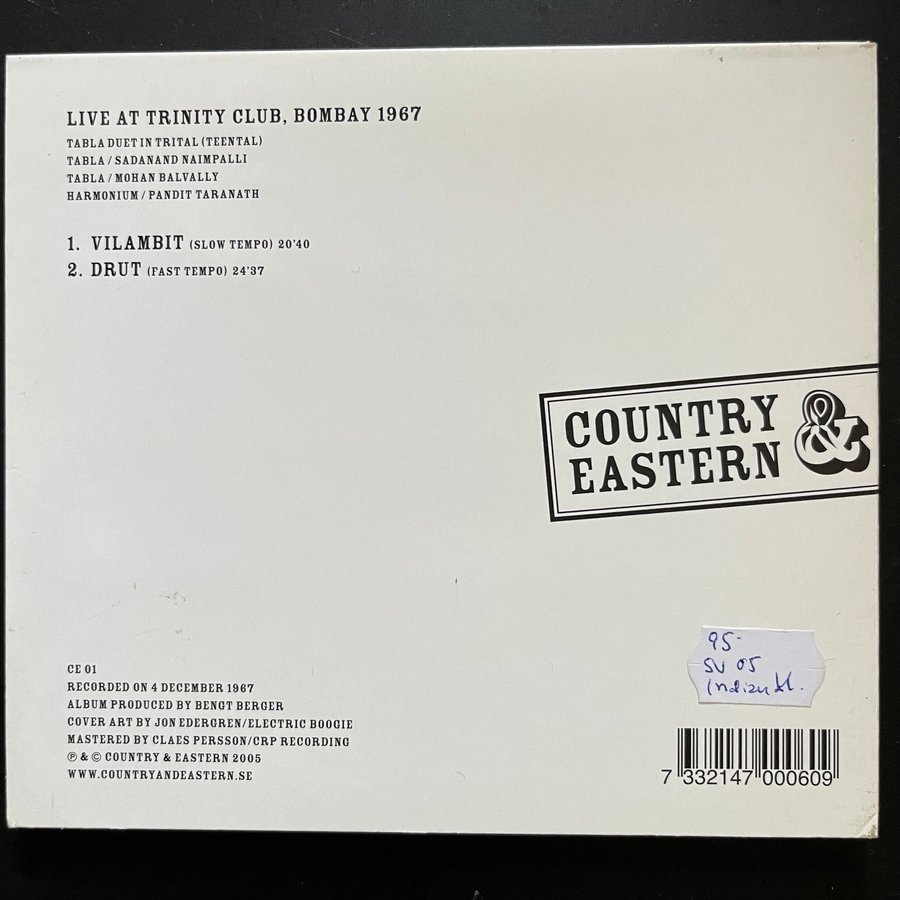 LIVE AT TRINITY CLUB, BOMBAY 1967
TABLA DUET IN TRITAL (TEENTAL)
TABLA / SADANAND NAIMPALLI
TABLA / MOHAN BALVALLY
HARMONIUM / PANDIT TARANATH
1. VILAMBIT (SLOW TEMPO) 20'40
2. DRUT (FAST TEMPO) 24'37
COUNTRY &
EASTERN
95-
SV 05
CE 01
RECORDED ON 4 DECEMBER 1967
ALBUM PRODUCED BY BENGT BERGER
COVER ART BY JON EDERGREN/ELECTRIC BOOGIE
MASTERED BY CLAES PERSSON/CRP RECORDING
℗ & © COUNTRY & EASTERN 2005
WWW.COUNTRYANDEASTERN.SE
7 332147 000609